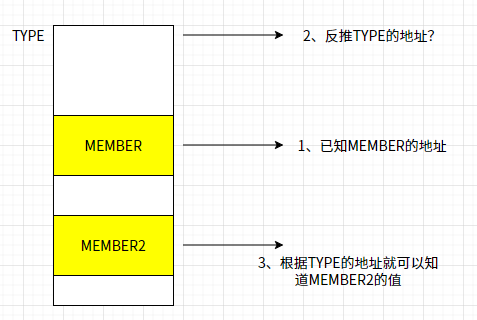 TYPE
2、反推TYPE的地址？
MEMBER
1、已知MEMBER的地址
MEMBER2
3、根据TYPE的地址就可以知
道MEMBER2的值